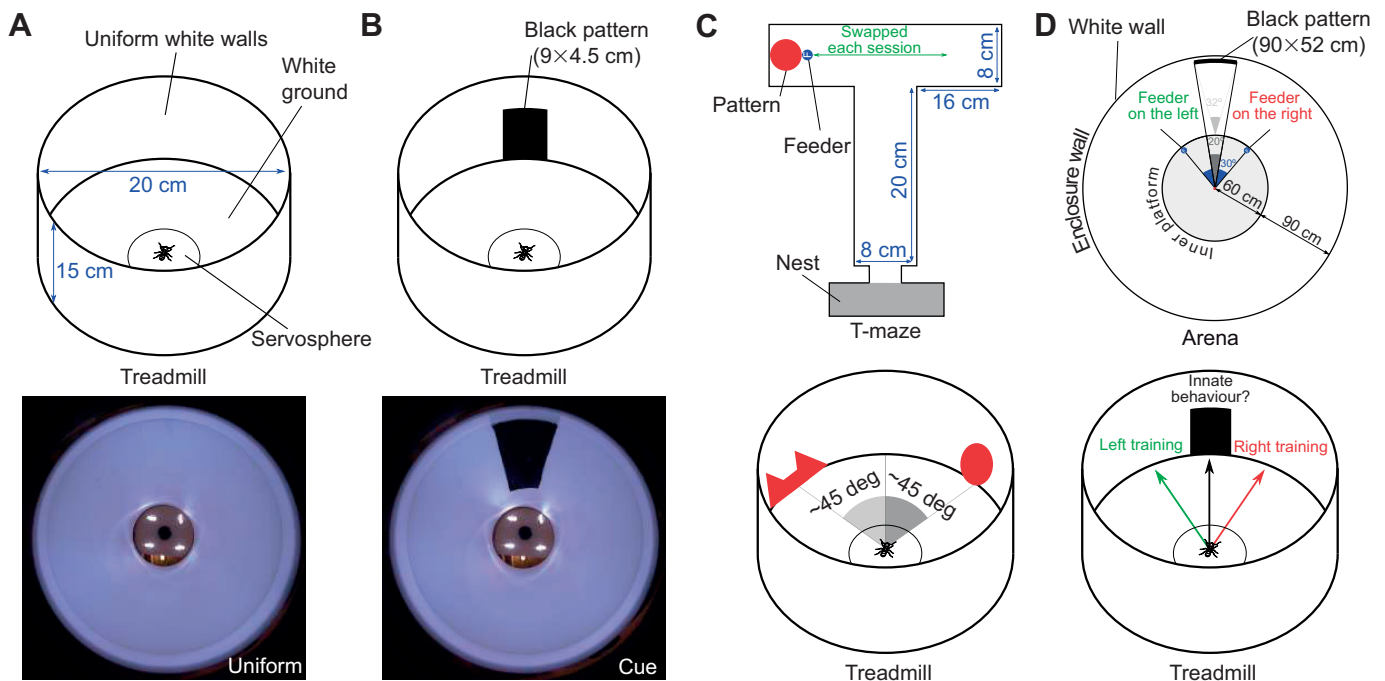 A
Uniform white walls
White
ground
20 cm
15 cm
Servosphere
Treadmill
Uniform
B
Black pattern
(9×4.5 cm)
Treadmill
Cue
C
Swapped
each session
8 cm
16 cm
Pattern
Feeder
20 cm
8 cm
Nest
T-maze
~45 deg
~45 deg
Treadmill
D
White wall
Black pattern
(90×52 cm)
Feeder
on the left
Feeder
on the right
32º
20º
30º
60 cm
90 cm
Inner platform
Enclosure wall
Arena
Innate
behaviour?
Left training
Right training
Treadmill